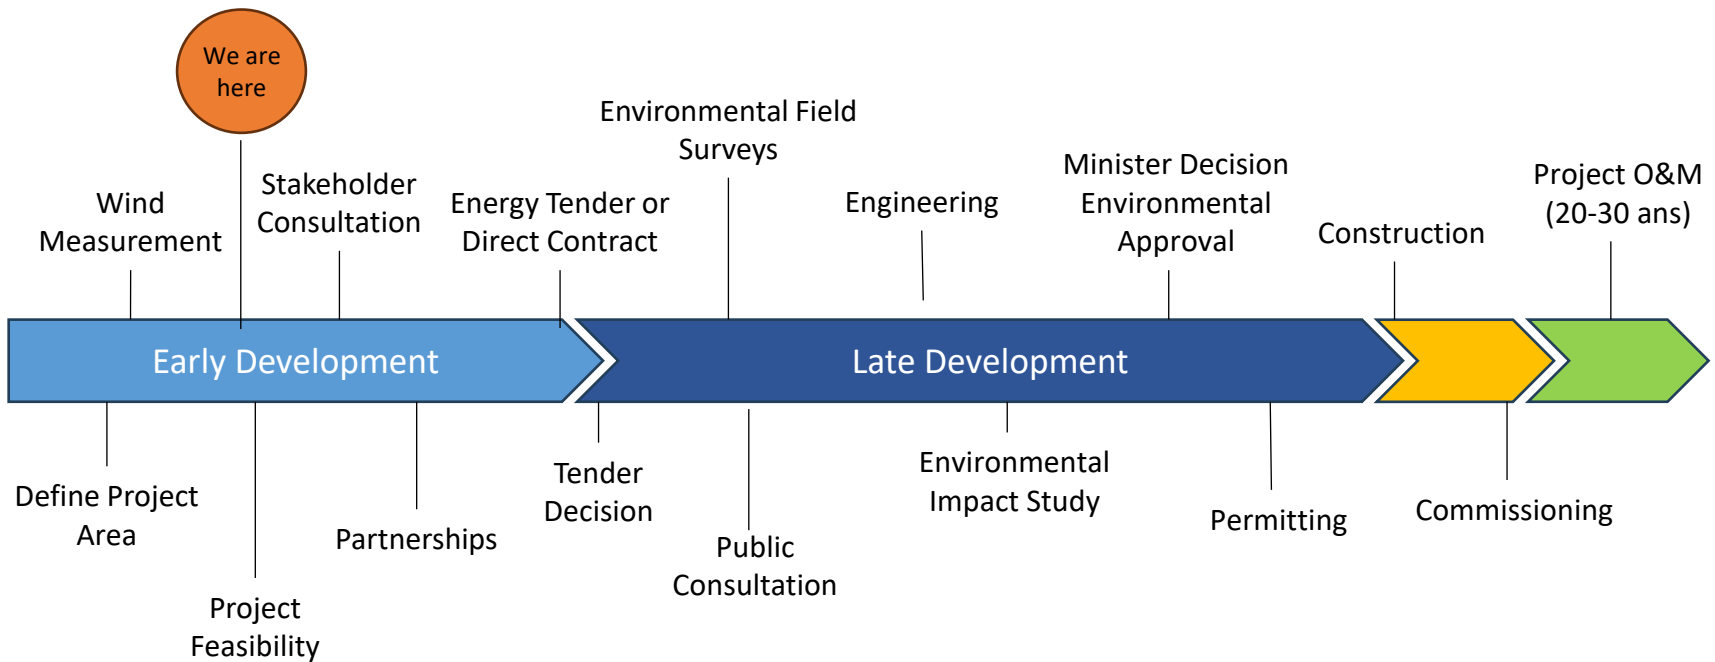 We are
here
Wind
Measurement
Stakeholder
Consultation
Energy Tender or
Direct Contract
Environmental Field
Surveys
Engineering
Minister Decision
Environmental
Approval
Construction
Project O&M
(20-30 ans)
Early Development
Late Development
Define Project
Area
Project
Feasibility
Partnerships
Tender
Decision
Public
Consultation
Environmental
Impact Study
Permitting
Commissioning